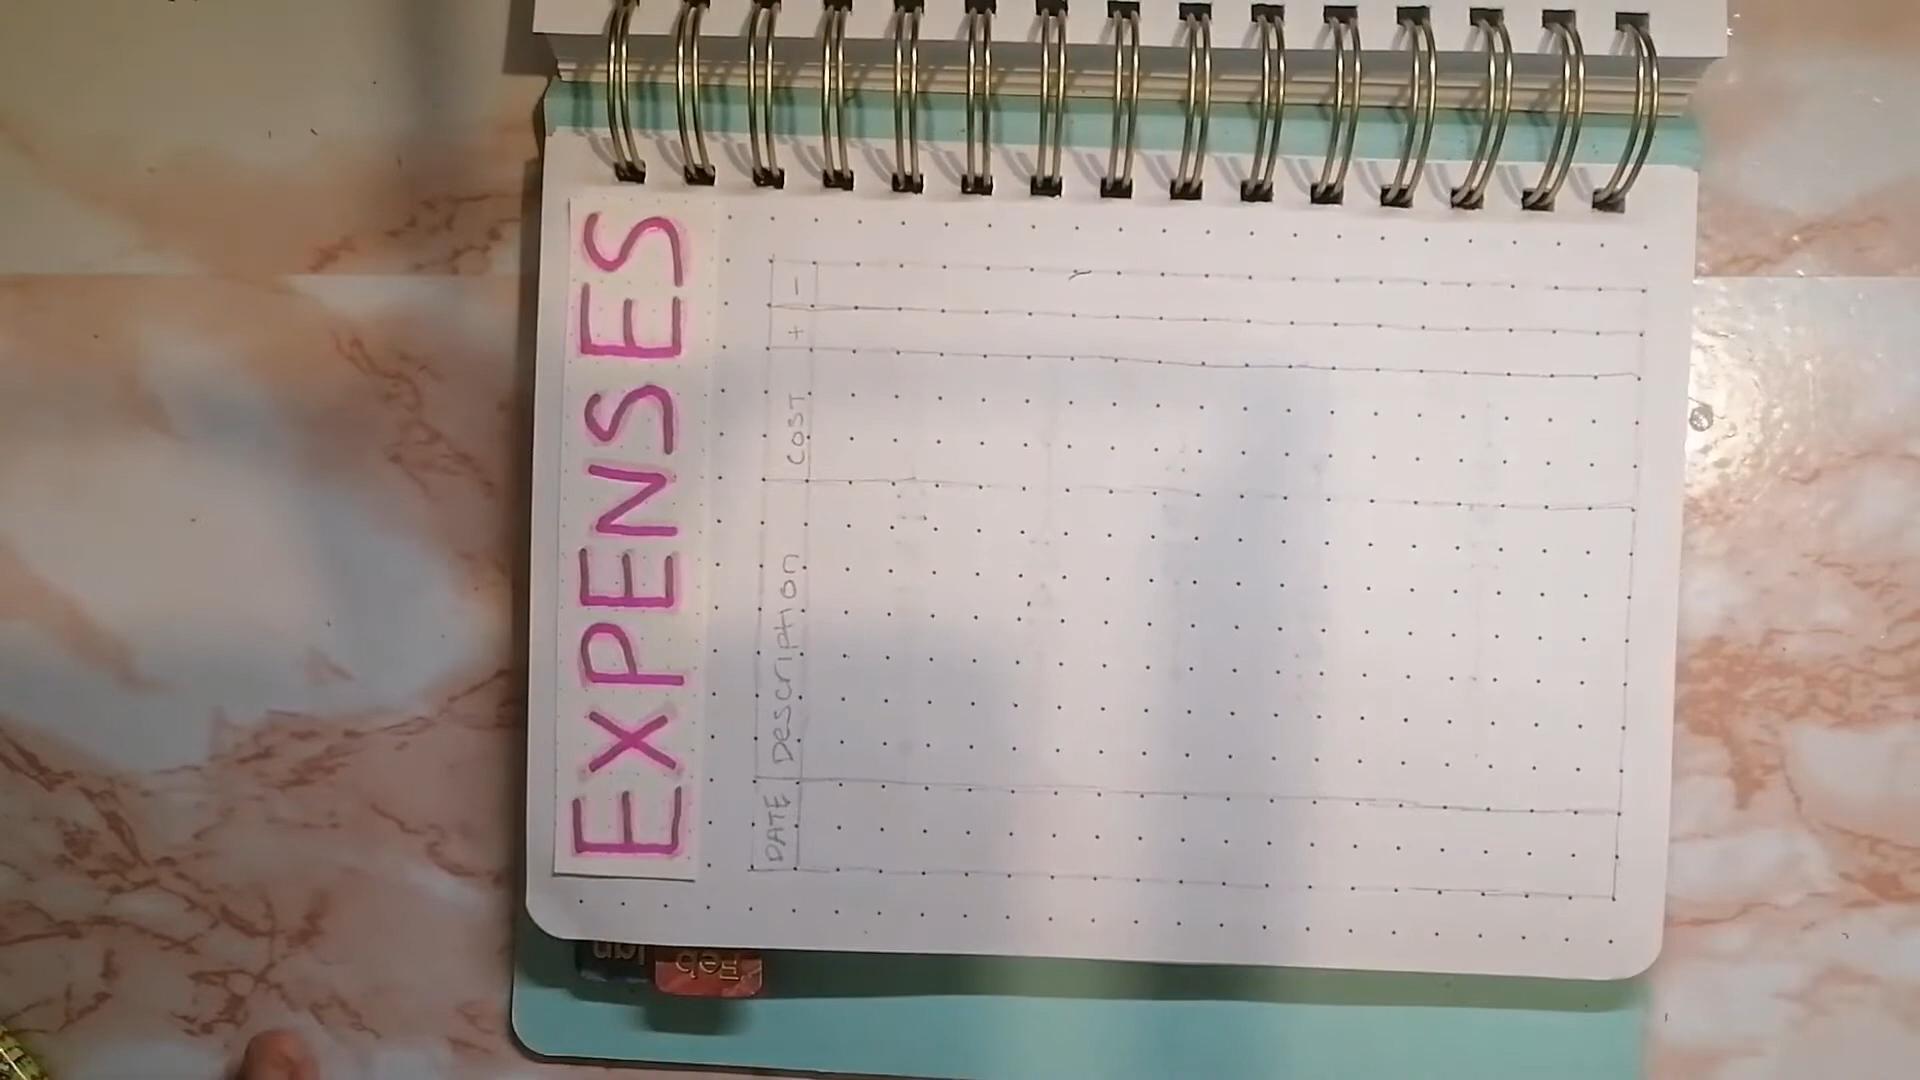 EXPENSES
DATE Description COST + -
Jan
Feb